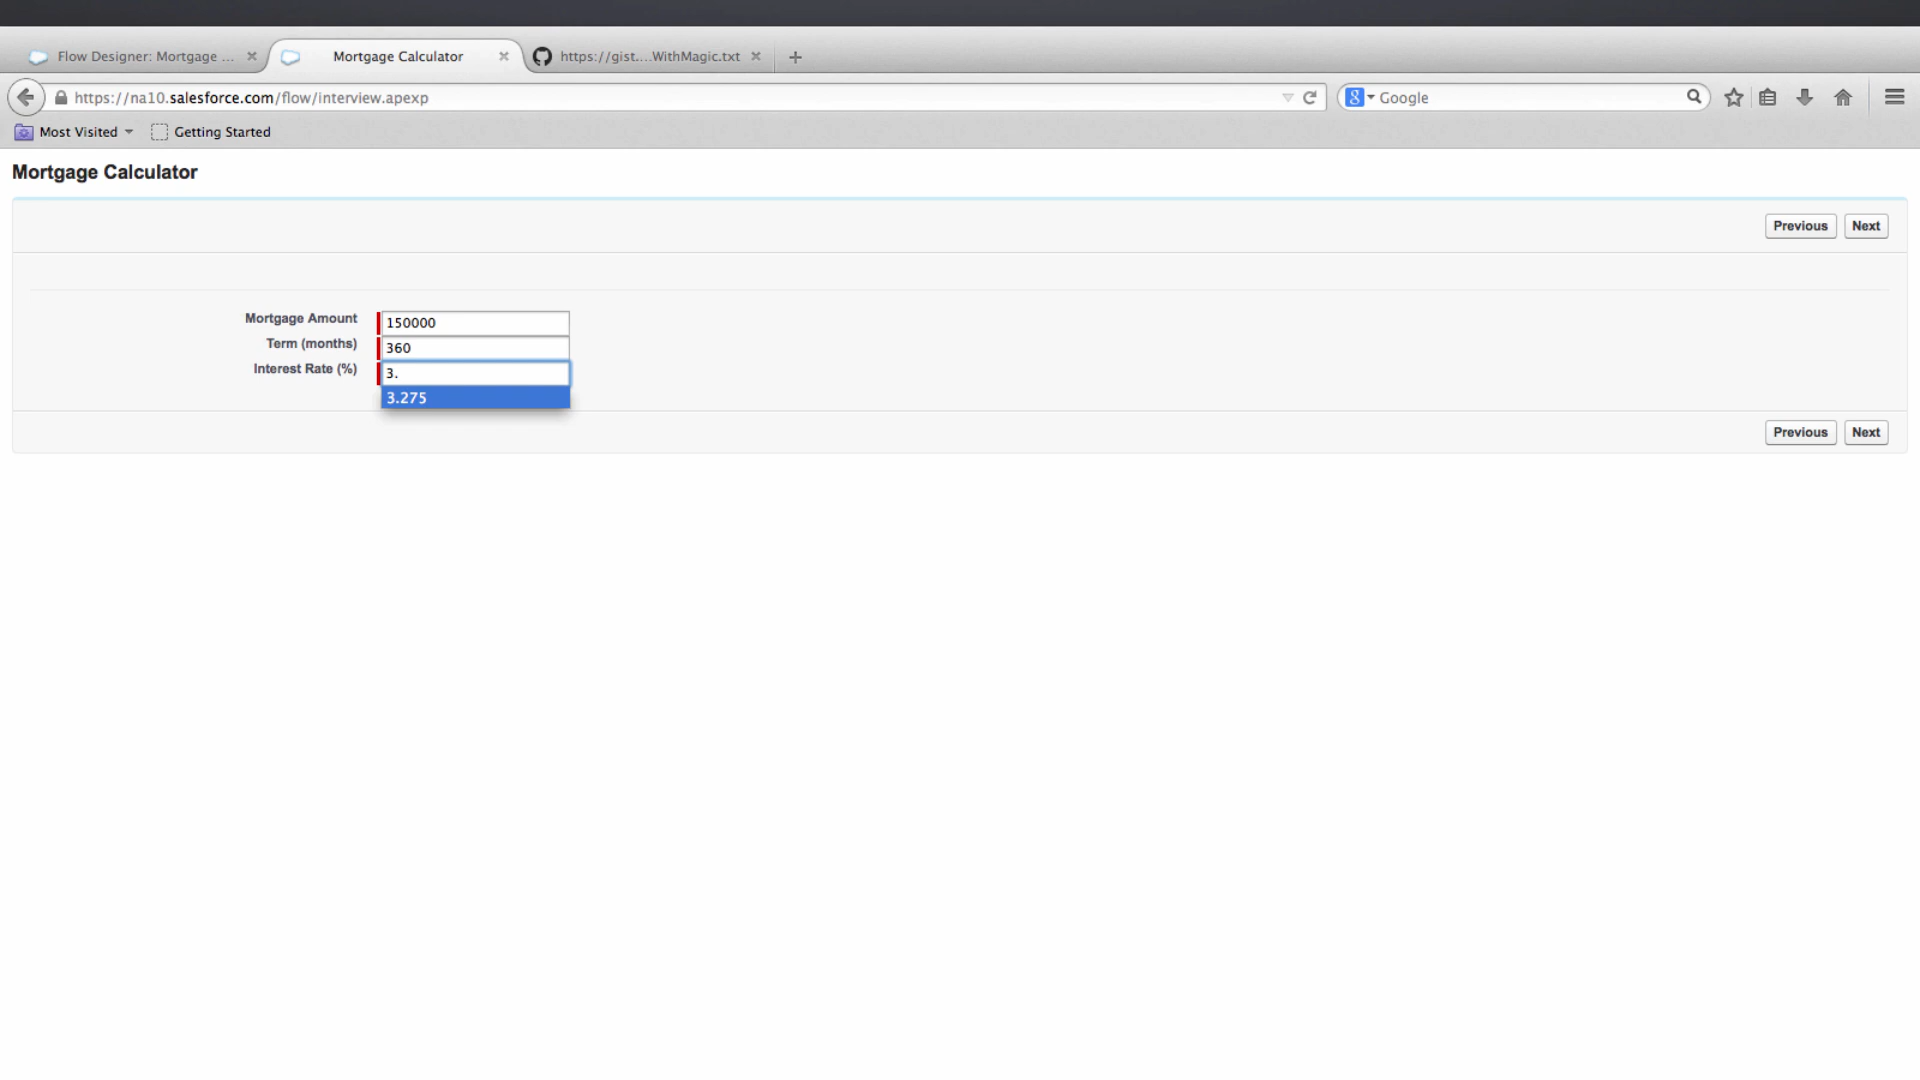 Flow Designer: Mortgage ...
Mortgage Calculator
https://gist....WithMagic.txt
https://na10.salesforce.com/flow/interview.apexp
8
Google
Most Visited
Getting Started
Mortgage Calculator
Previous
Next
Mortgage Amount
150000
Term (months)
360
Interest Rate (%)
3.
3.275
Previous
Next